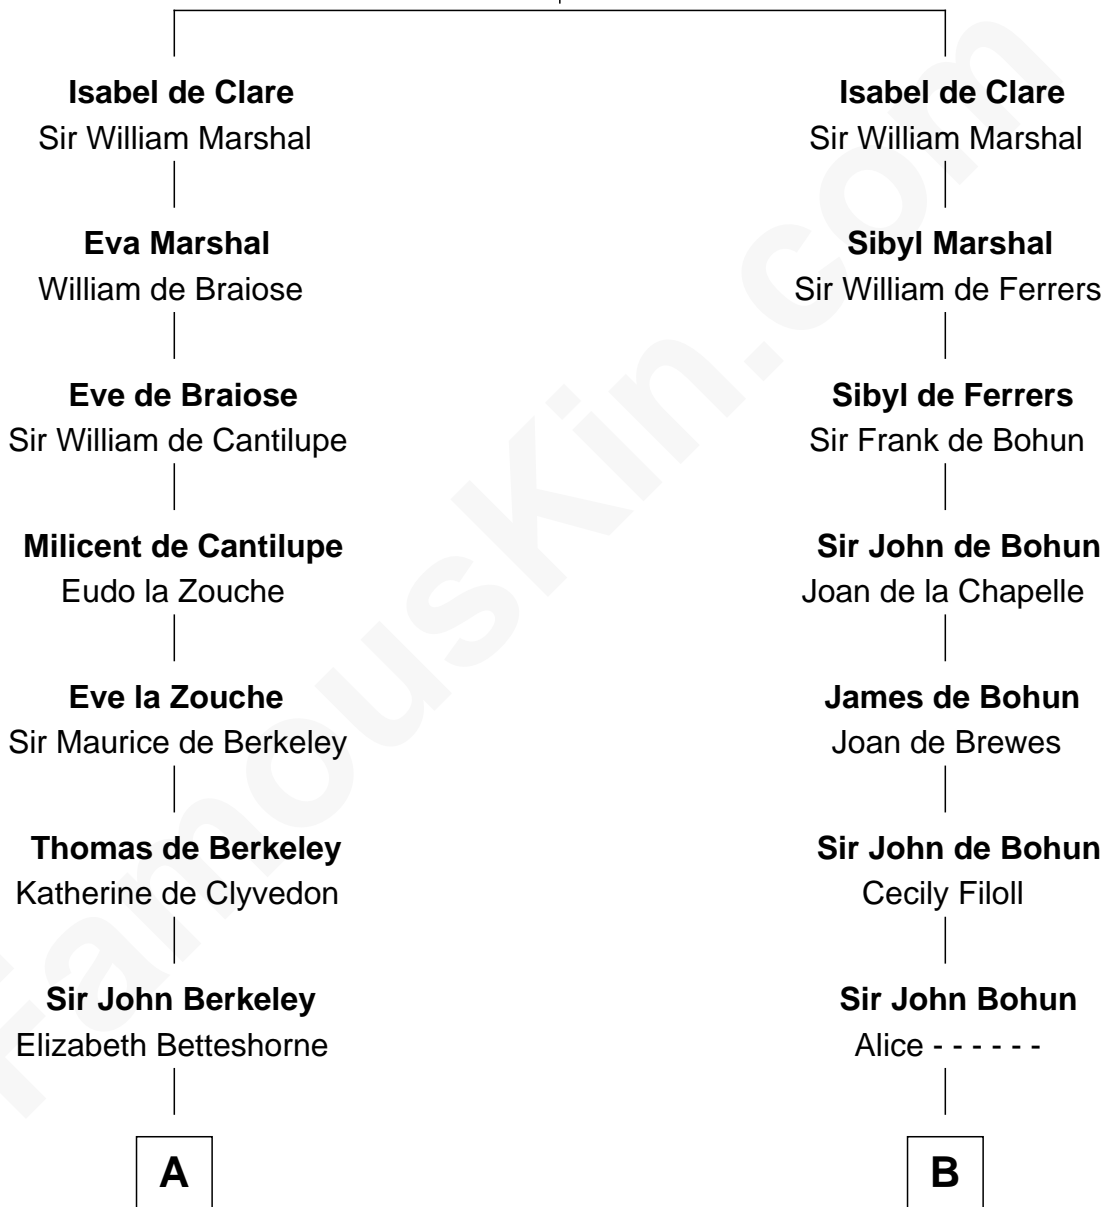 Isabel de Clare
Sir William Marshal
Eva Marshal
William de Braiose
Eve de Braiose
Sir William de Cantilupe
Milicent de Cantilupe
Eudo la Zouche
Eve la Zouche
Sir Maurice de Berkeley
Thomas de Berkeley
Katherine de Clyvedon
Sir John Berkeley
Elizabeth Betteshorne
A
Isabel de Clare
Sir William Marshal
Sibyl Marshal
Sir William de Ferrers
Sibyl de Ferrers
Sir Frank de Bohun
Sir John de Bohun
Joan de la Chapelle
James de Bohun
Joan de Brewes
Sir John de Bohun
Cecily Filoll
Sir John Bohun
Alice - - - - - -
B
FamousKin.com